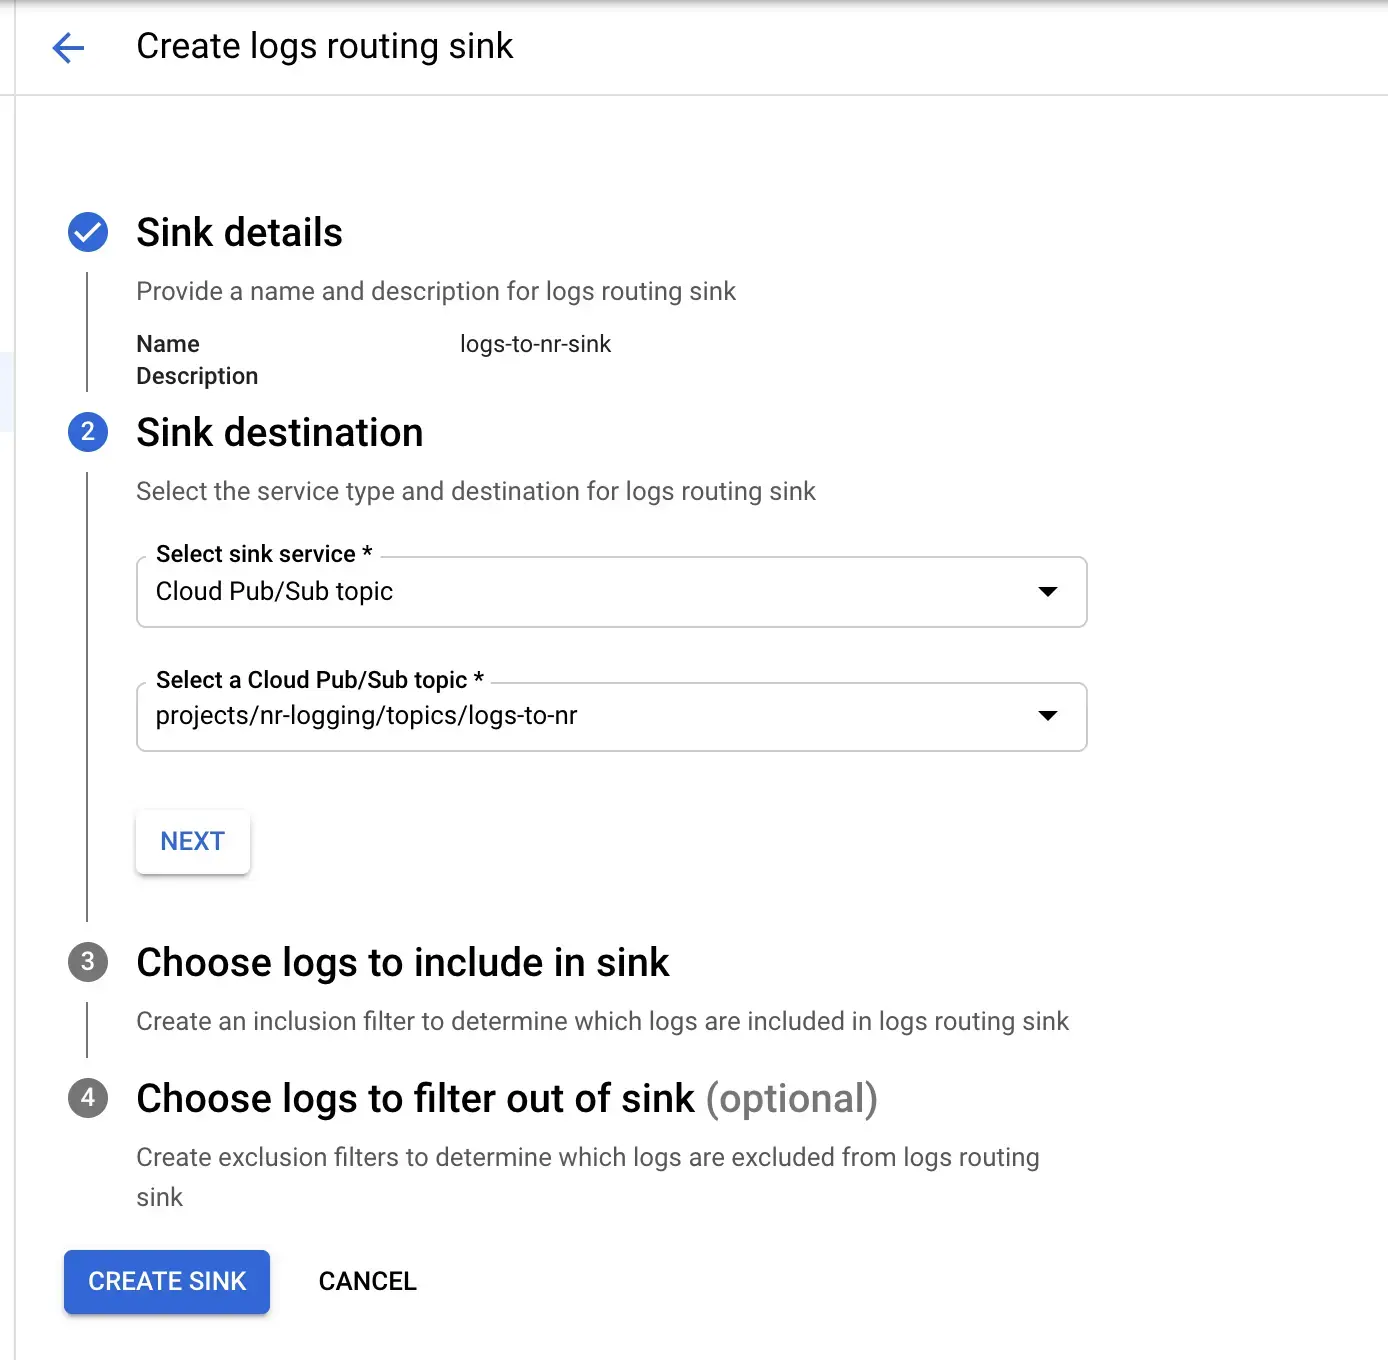 Create logs routing sink
Sink details
Provide a name and description for logs routing sink
Name logs-to-nr-sink
Description
2 Sink destination
Select the service type and destination for logs routing sink
Select sink service *
Cloud Pub/Sub topic
Select a Cloud Pub/Sub topic *
projects/nr-logging/topics/logs-to-nr
NEXT
3 Choose logs to include in sink
Create an inclusion filter to determine which logs are included in logs routing sink
4 Choose logs to filter out of sink (optional)
Create exclusion filters to determine which logs are excluded from logs routing
sink
CREATE SINK CANCEL